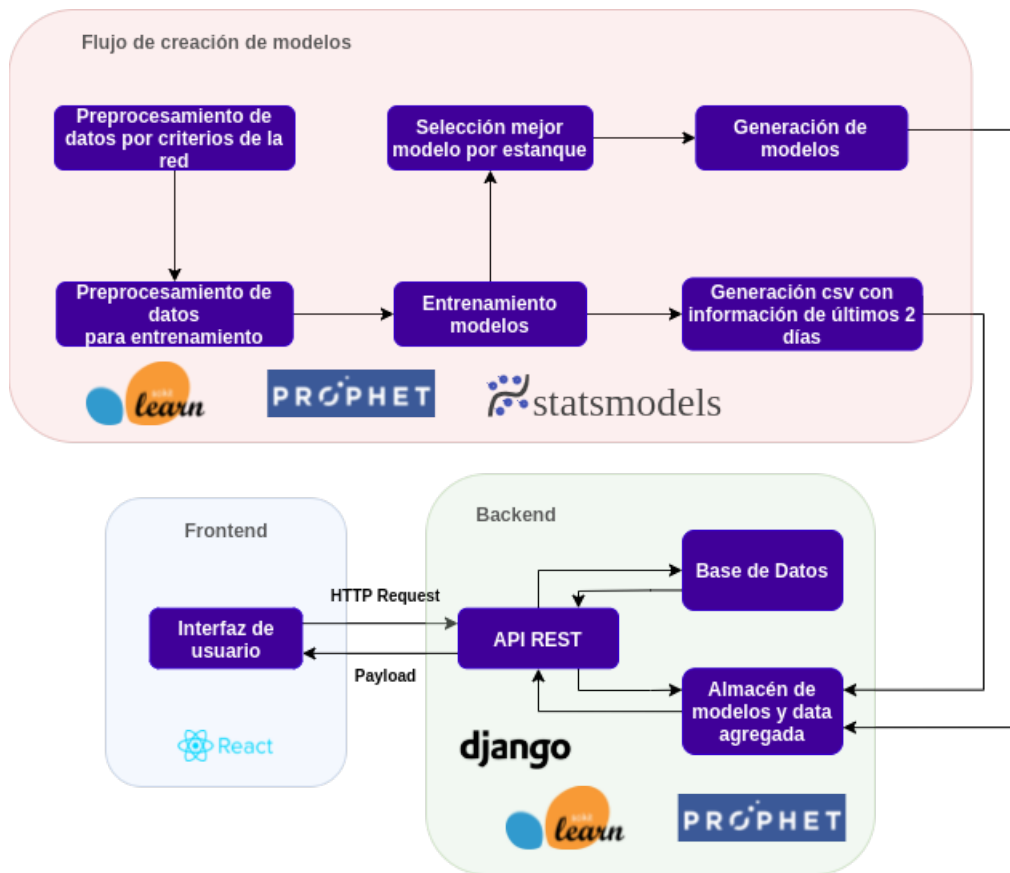 Flujo de creación de modelos
Preprocesamiento de
datos por criterios de la
red
Selección mejor
modelo por estanque
Generación de
modelos
Preprocesamiento de
datos
para entrenamiento
Entrenamiento
modelos
Generación csv con
información de últimos 2
días
scikit
learn
PROPHET
statsmodels
Frontend
Backend
HTTP Request
Interfaz de
usuario
Payload
React
API REST
Base de Datos
Almacén de
modelos y data
agregada
django
scikit
learn
PROPHET